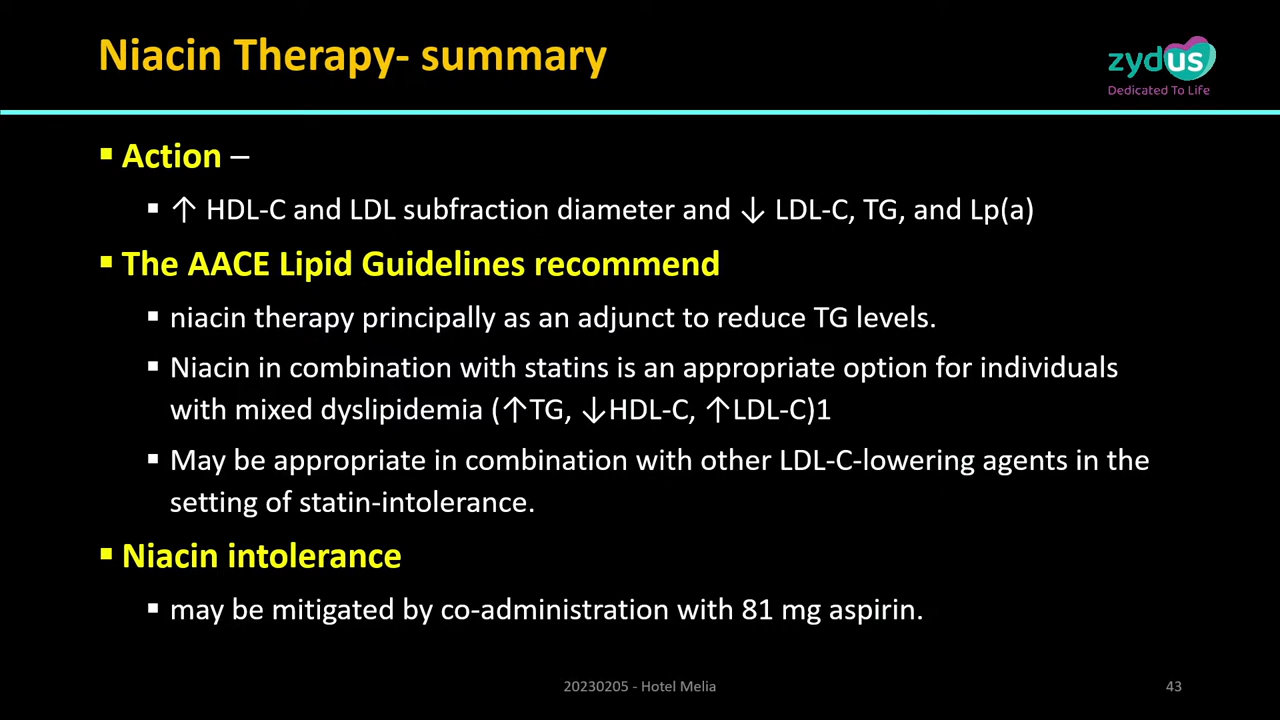 Niacin Therapy- summary
zydus
Dedicated To Life
▪ Action –
▪ ↑ HDL-C and LDL subfraction diameter and ↓ LDL-C, TG, and Lp(a)
▪ The AACE Lipid Guidelines recommend
▪ niacin therapy principally as an adjunct to reduce TG levels.
▪ Niacin in combination with statins is an appropriate option for individuals
with mixed dyslipidemia (↑TG, ↓HDL-C, ↑LDL-C)1
▪ May be appropriate in combination with other LDL-C-lowering agents in the
setting of statin-intolerance.
▪ Niacin intolerance
▪ may be mitigated by co-administration with 81 mg aspirin.
20230205 - Hotel Melia
43